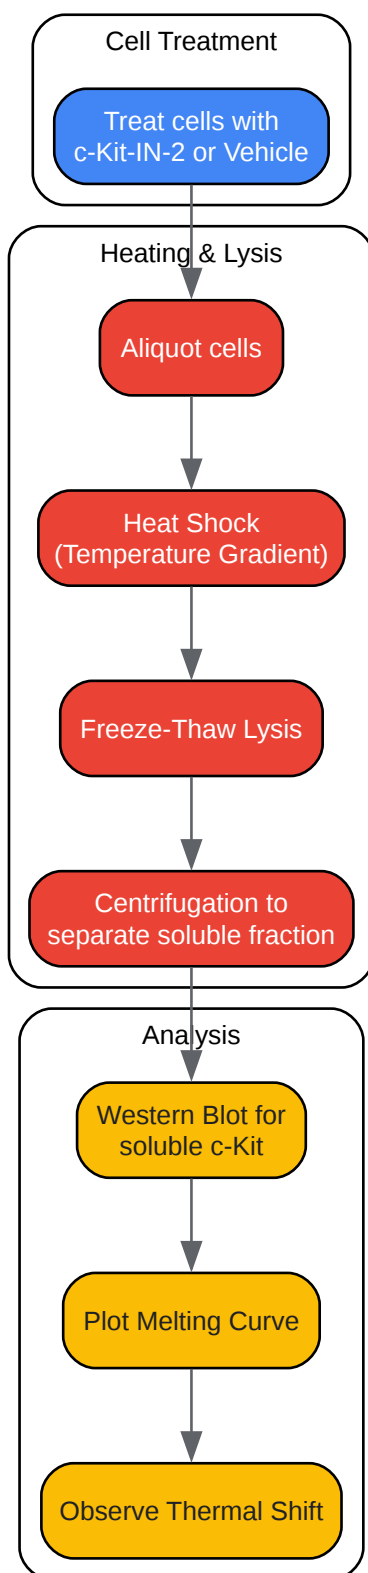 Cell Treatment
Treat cells with
c-Kit-IN-2 or Vehicle
Heating & Lysis
Aliquot cells
Heat Shock
(Temperature Gradient)
Freeze-Thaw Lysis
Centrifugation to
separate soluble fraction
Analysis
Western Blot for
soluble c-Kit
Plot Melting Curve
Observe Thermal Shift